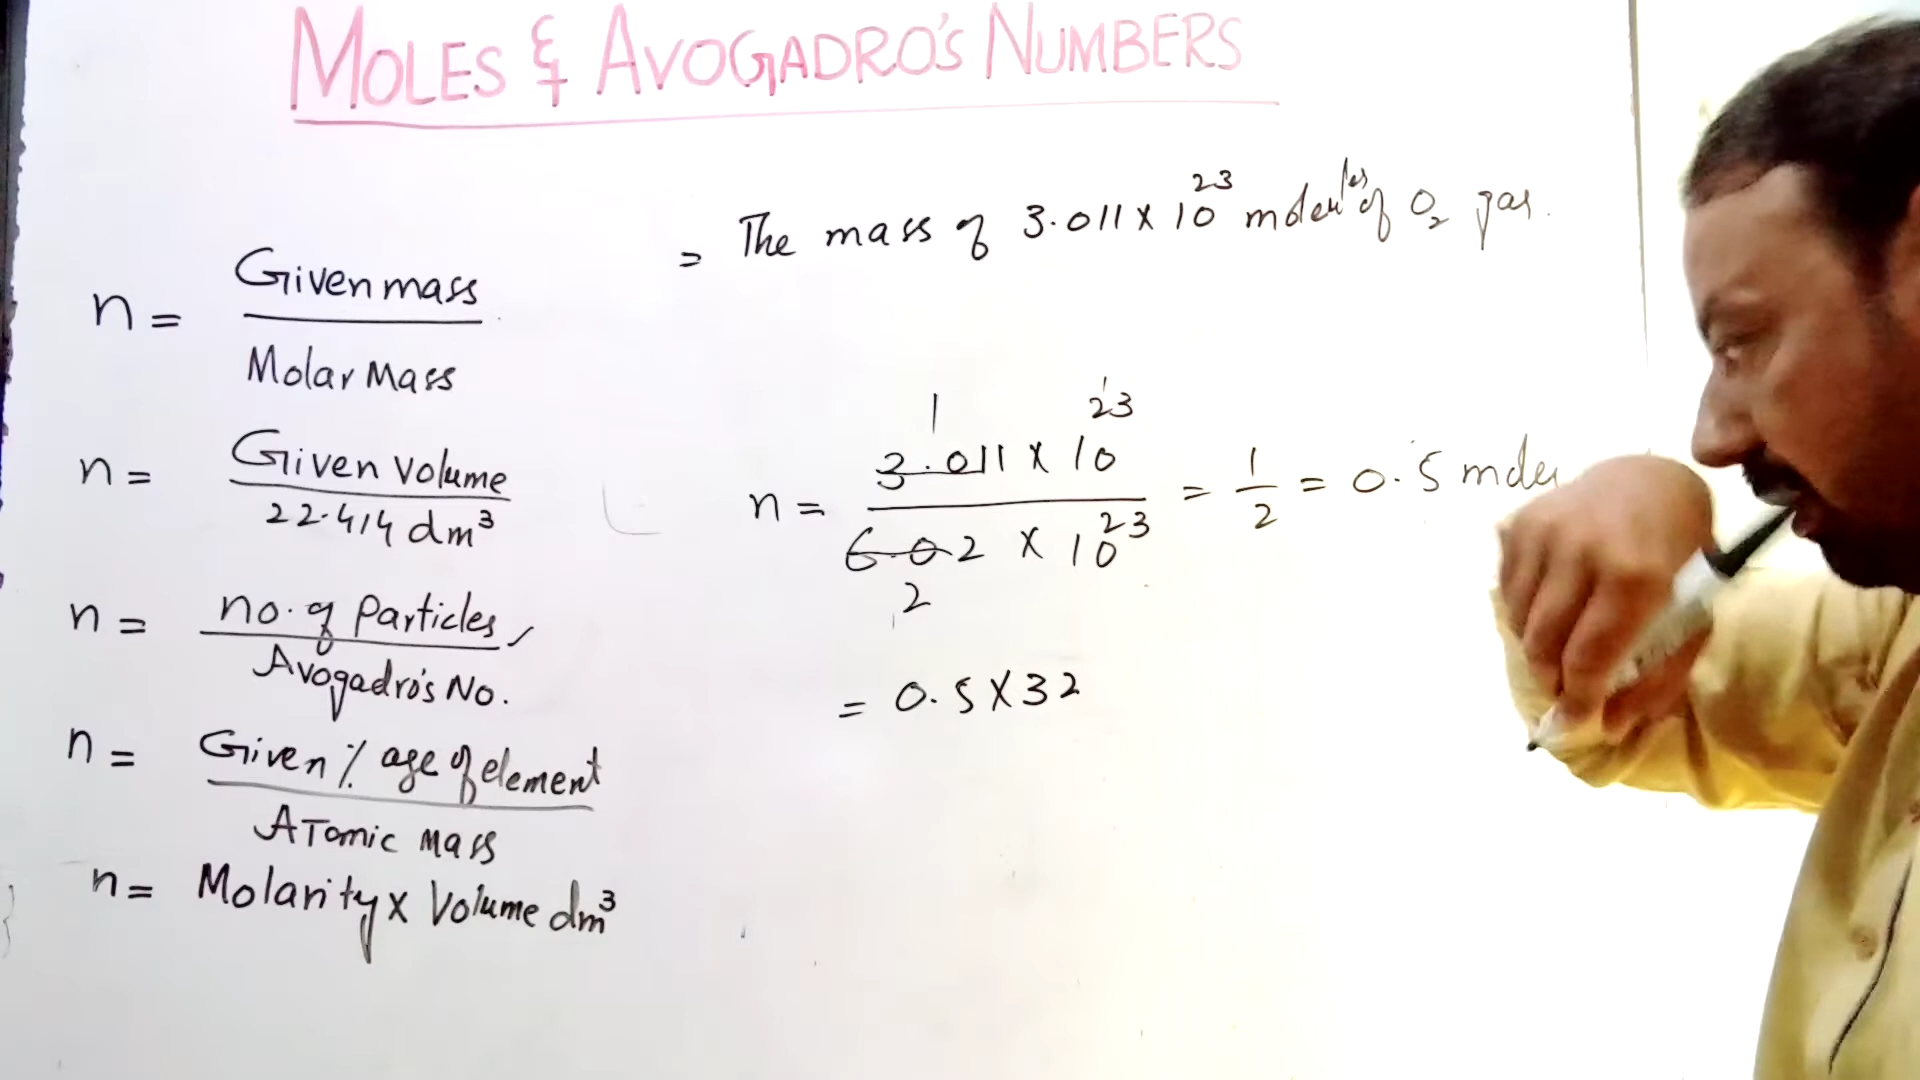 MOLES & AVOGADRO'S NUMBERS
n = Given mass / Molar Mass
n = Given Volume / 22.414 dm³
n = no. of Particles / Avogadro's No.
n = Given % age of element / Atomic Mass
n = Molarity x Volume dm³
= The mass of 3.011 x 10²³ molecules of O₂ gas.
1
n = 3.011 x 10²³ / 6.02 x 10²³ = 1/2 = 0.5
2
= 0.5 x 32